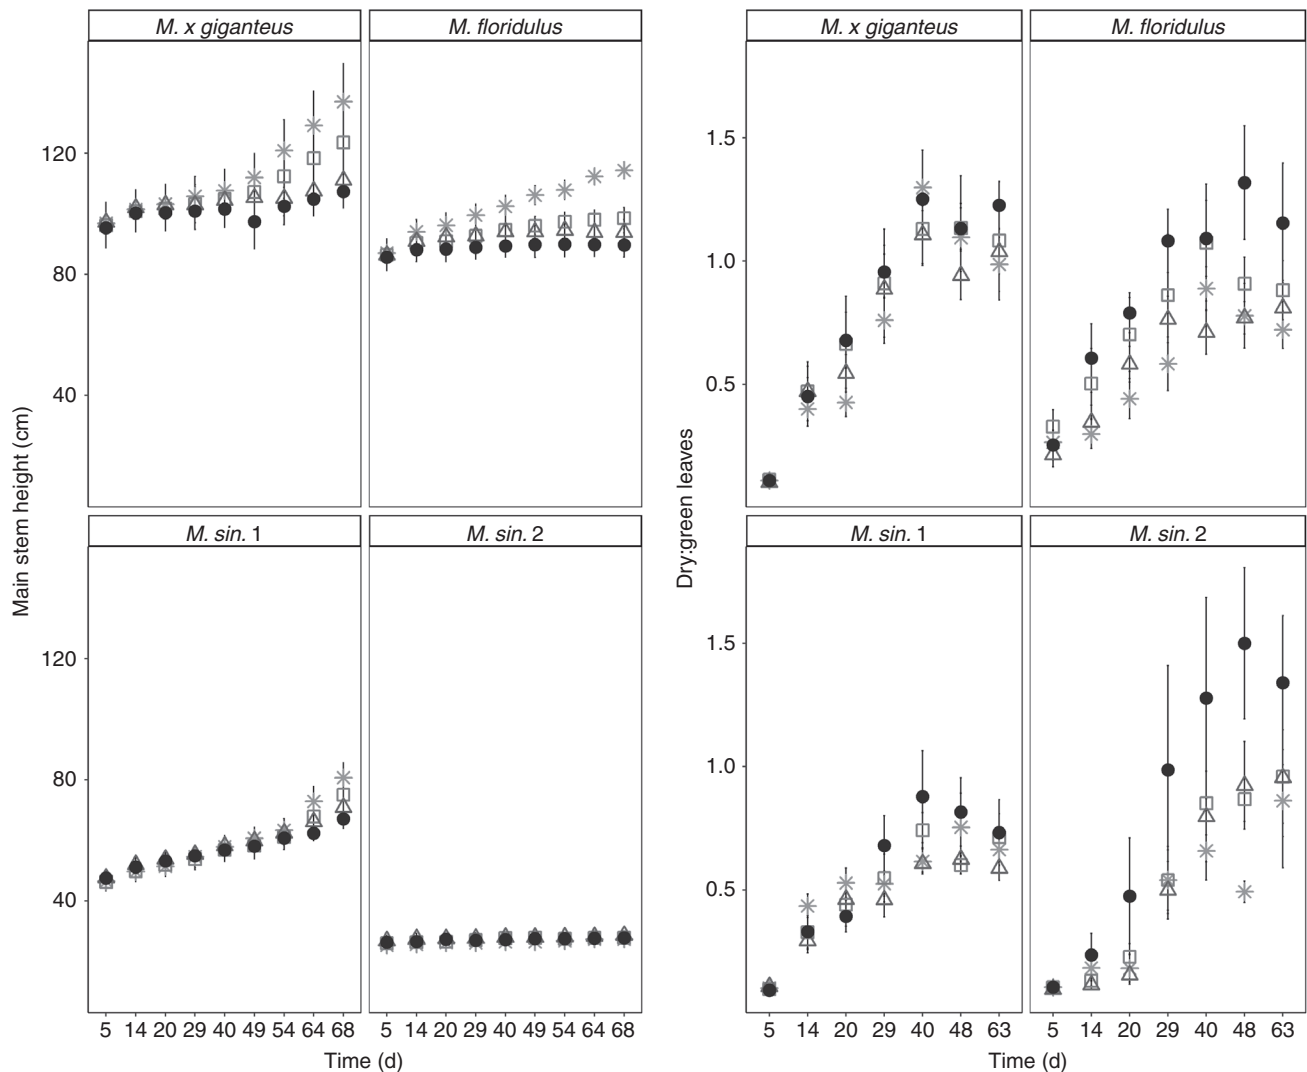 M. x giganteus
M. floridulus
120
80
40
M. sin. 1
M. sin. 2
120
80
40
5 14 20 29 40 49 54 64 68
5 14 20 29 40 49 54 64 68
Main stem height (cm)
Time (d)
M. x giganteus
M. floridulus
1.5
1.0
0.5
M. sin. 1
M. sin. 2
1.5
1.0
0.5
5 14 20 29 40 48 63
5 14 20 29 40 48 63
Dry:green leaves
Time (d)